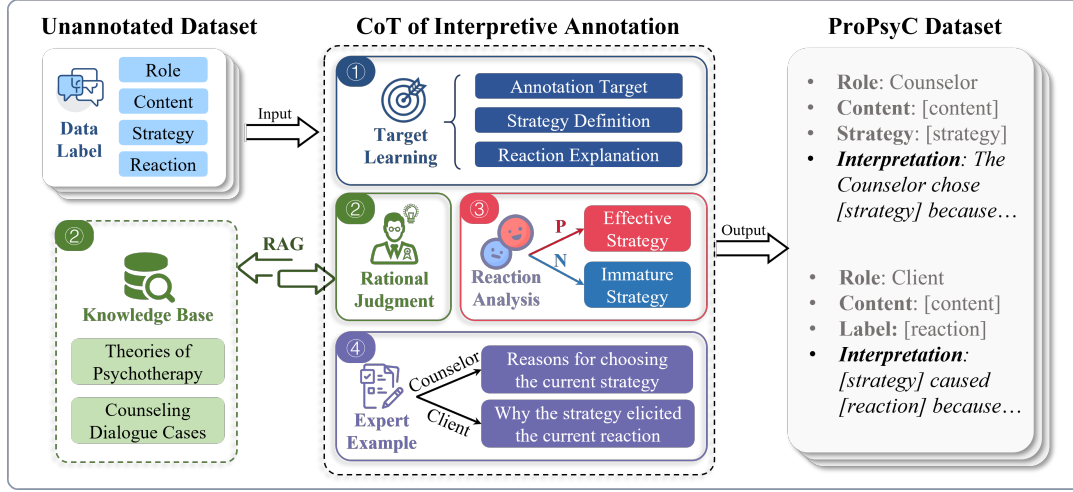 Unannotated Dataset
Data
Label
Role
Content
Strategy
Reaction
Input
②
Knowledge Base
Theories of
Psychotherapy
Counseling
Dialogue Cases
RAG
CoT of Interpretive Annotation
①
Target
Learning
Annotation Target
Strategy Definition
Reaction Explanation
②
Rational
Judgment
③
Reaction
Analysis
P
N
Effective
Strategy
Immature
Strategy
④
Expert
Example
Counselor
Client
Reasons for choosing
the current strategy
Why the strategy elicited
the current reaction
Output
ProPsyC Dataset
• Role: Counselor
• Content: [content]
• Strategy: [strategy]
• Interpretation: The
Counselor chose
[strategy] because…
• Role: Client
• Content: [content]
• Label: [reaction]
• Interpretation:
[strategy] caused
[reaction] because…